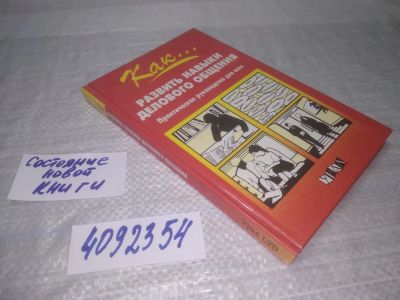 Как...
РАЗВИТЬ НАВЫКИ
ДЕЛОВОГО ОБЩЕНИЯ
Практическое руководство для всех
Состояние
новой
книги
4092354